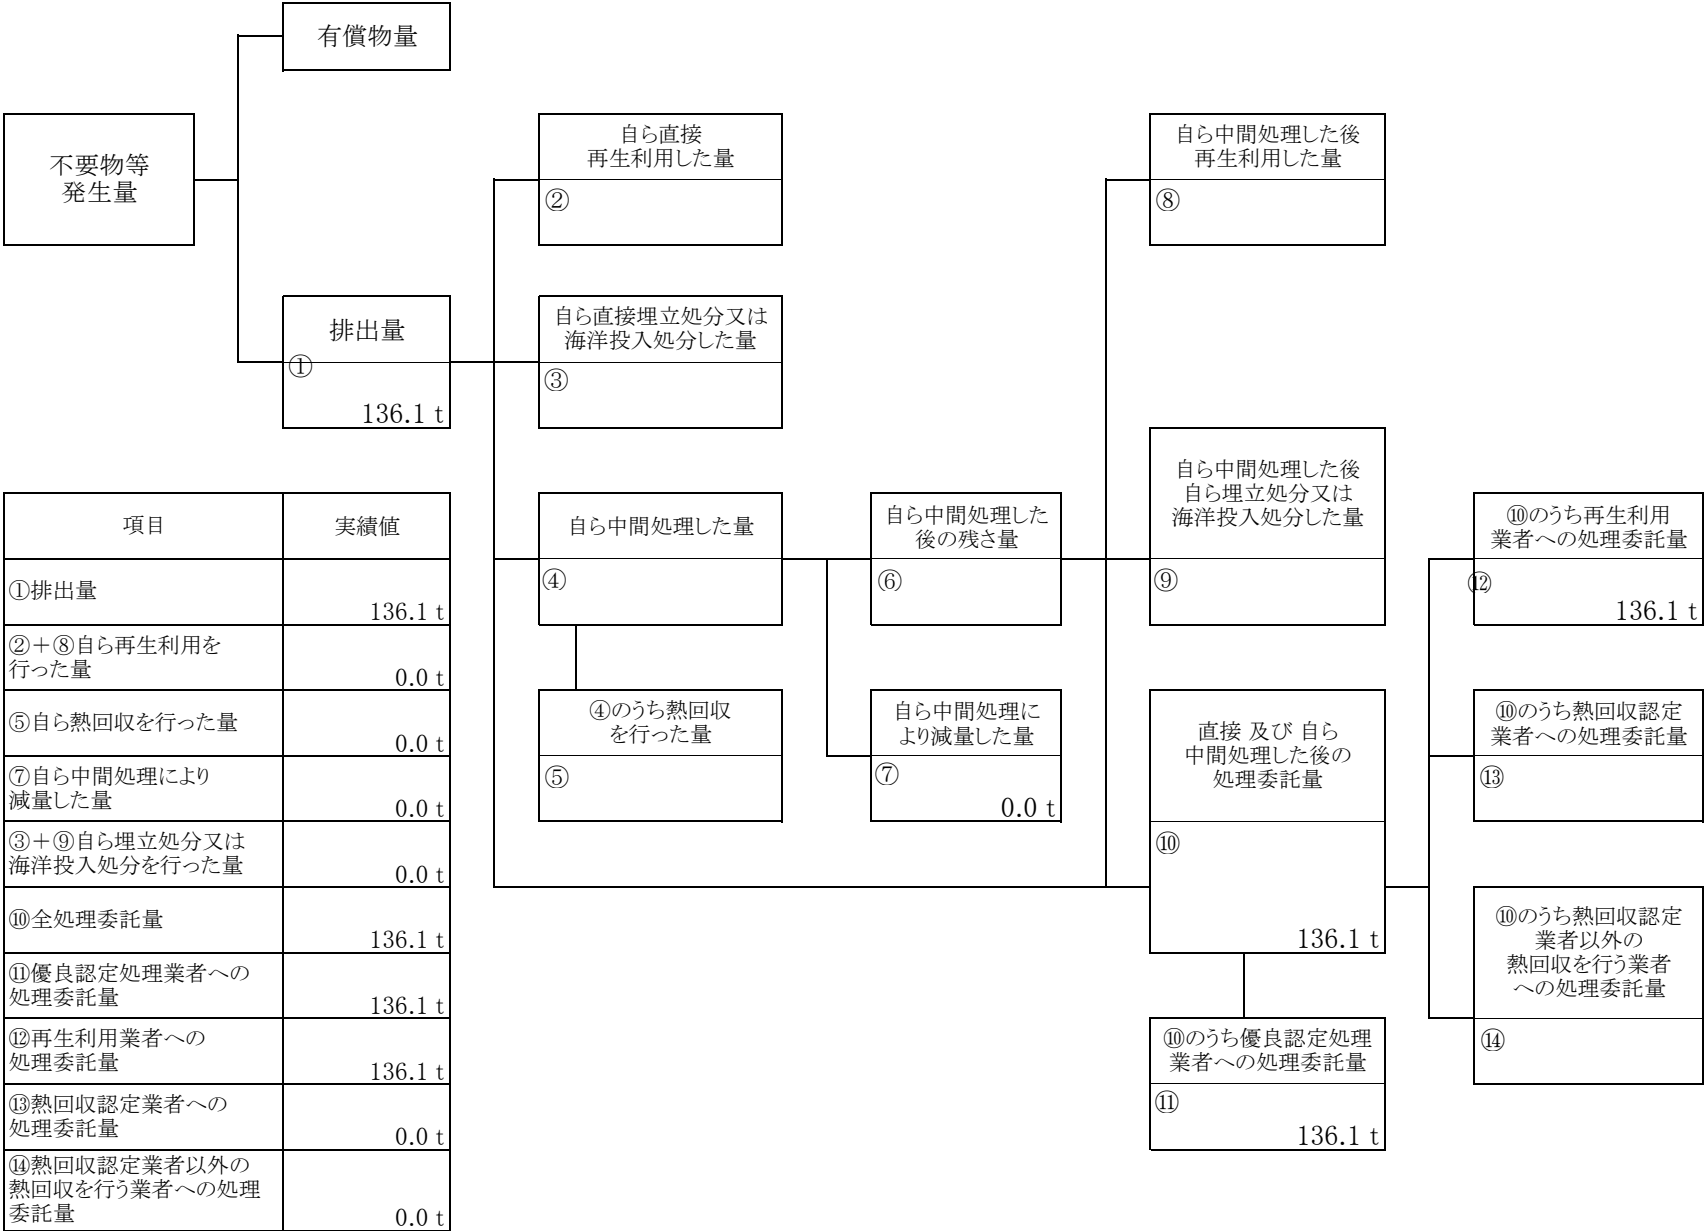 有償物量
不要物等
発生量
自ら直接
再生利用した量
②
自ら中間処理した後
再生利用した量
⑧
排出量
①
136.1 t
自ら直接埋立処分又は
海洋投入処分した量
③
自ら中間処理した量
④
自ら中間処理した
後の残さ量
⑥
自ら中間処理した後
自ら埋立処分又は
海洋投入処分した量
⑨
⑩のうち再生利用
業者への処理委託量
⑫
136.1 t
④のうち熱回収
を行った量
⑤
自ら中間処理に
より減量した量
⑦
0.0 t
直接 及び 自ら
中間処理した後の
処理委託量
⑩
136.1 t
⑩のうち熱回収認定
業者への処理委託量
⑬
⑩のうち熱回収認定
業者以外の
熱回収を行う業者
への処理委託量
⑭
⑩のうち優良認定処理
業者への処理委託量
⑪
136.1 t
項目 実績値
①排出量
136.1 t
②＋⑧自ら再生利用を
行った量
0.0 t
⑤自ら熱回収を行った量
0.0 t
⑦自ら中間処理により
減量した量
0.0 t
③＋⑨自ら埋立処分又は
海洋投入処分を行った量
0.0 t
⑩全処理委託量
136.1 t
⑪優良認定処理業者への
処理委託量
136.1 t
⑫再生利用業者への
処理委託量
136.1 t
⑬熱回収認定業者への
処理委託量
0.0 t
⑭熱回収認定業者以外の
熱回収を行う業者への処理
委託量
0.0 t